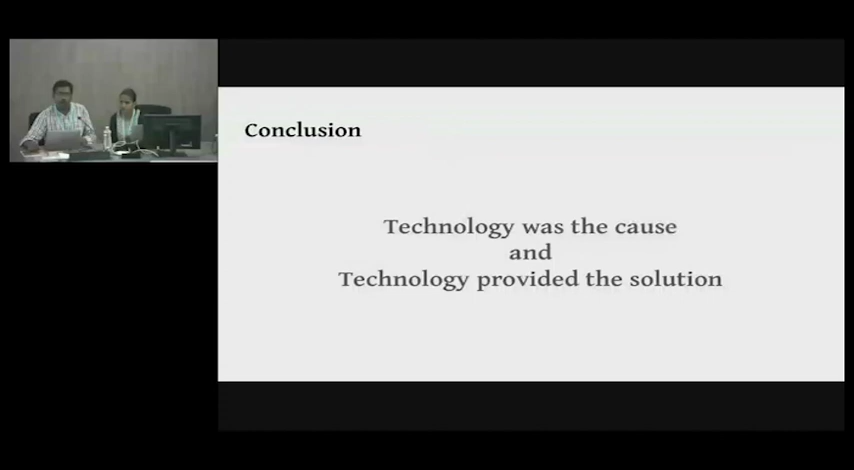 Conclusion
Technology was the cause
and
Technology provided the solution